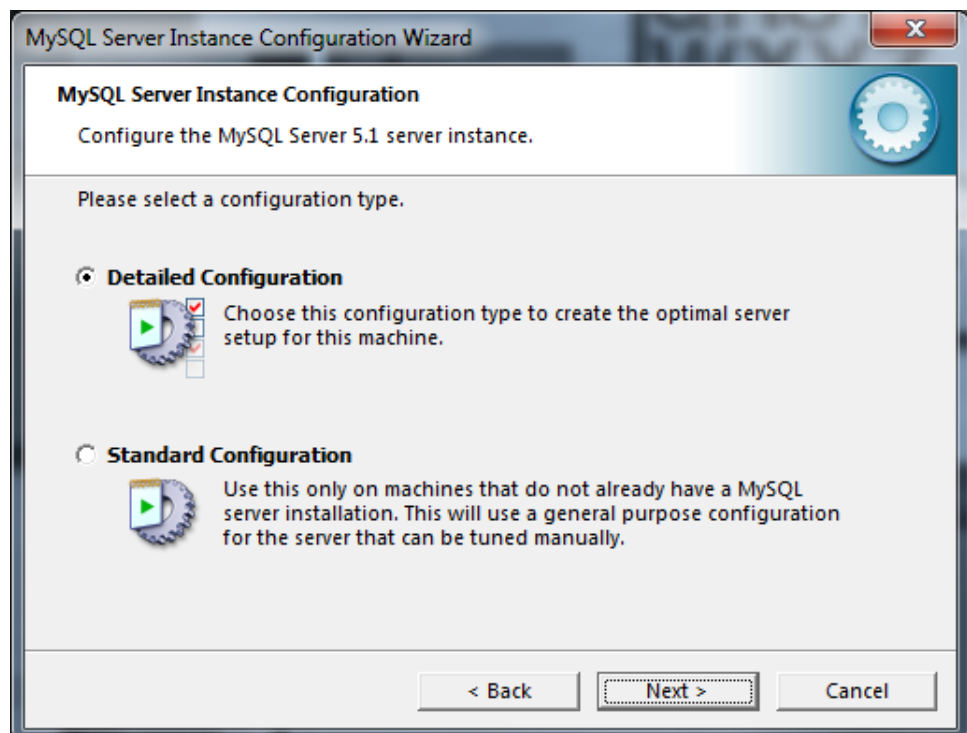 MySQL Server Instance Configuration Wizard
MySQL Server Instance Configuration
Configure the MySQL Server 5.1 server instance.
Please select a configuration type.
Detailed Configuration
Choose this configuration type to create the optimal server
setup for this machine.
Standard Configuration
Use this only on machines that do not already have a MySQL
server installation. This will use a general purpose configuration
for the server that can be tuned manually.
< Back
Next >
Cancel